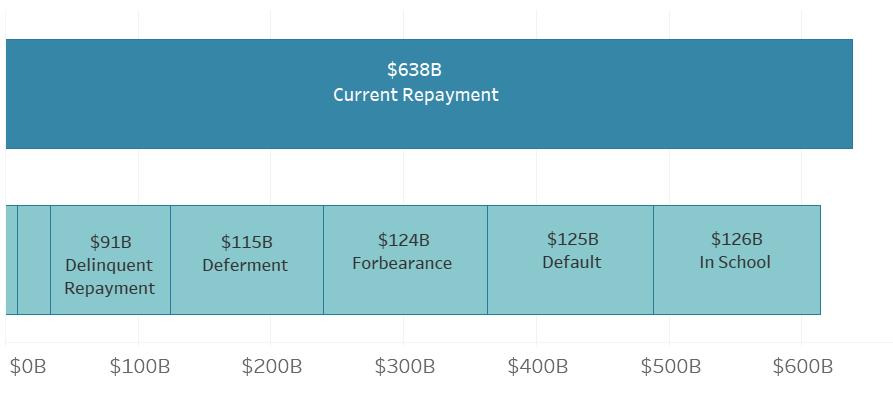 $638B
Current Repayment
$91B
Delinquent
Repayment
$115B
Deferment
$124B
Forbearance
$125B
Default
$126B
In School
$0B $100B $200B $300B $400B $500B $600B